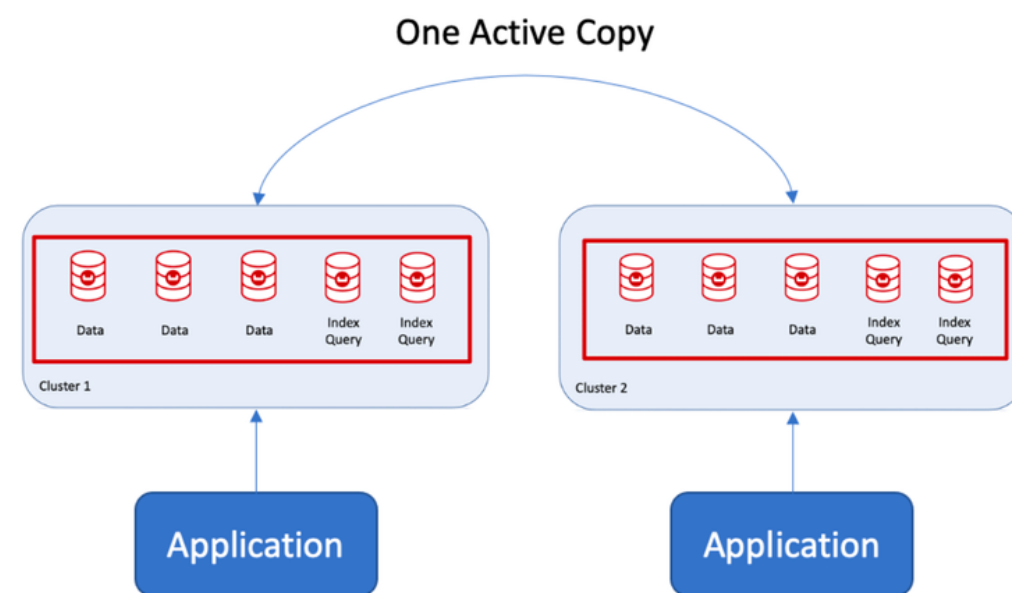 One Active Copy
Data
Data
Data
Index
Query
Index
Query
Cluster 1
Data
Data
Data
Index
Query
Index
Query
Cluster 2
Application
Application